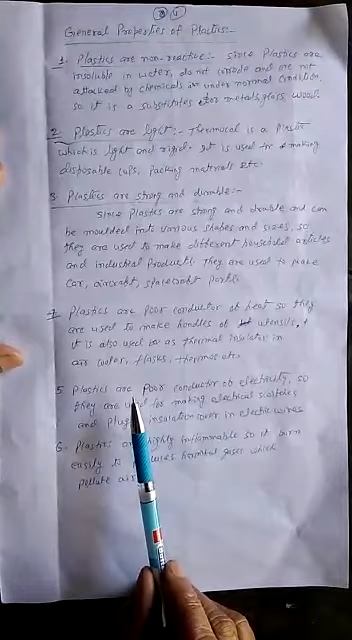 General Properties of Plastics:-
1. Plastics are non-reactive:- Since Plastics are
insoluble in water, do not corrode and are not
attacked by chemicals under normal condition,
so it is a substitutes for metals, glass, wood.
2. Plastics are light:- Thermocol is a Plastic
which is light and rigid. It is used in making
disposable cups, packing materials etc.
3 Plastics are strong and durable:-
Since Plastics are strong and durable and can
be moulded into various shapes and sizes, so
they are used to make different household articles
and industrial Products. They are used to make
car, aircraft, spacecraft parts.
Plastics are Poor conductor of heat so they
are used to make handles of utensils,
it is also used as thermal insulator in
air cooler, flasks, thermos etc.
5 Plastics are Poor conductor of electricity, so
they are used for making electrical switches
and Plugs insulation over in electric wires
6- Plastics are highly inflammable so it burn
easily to harmful gases which
pollute air